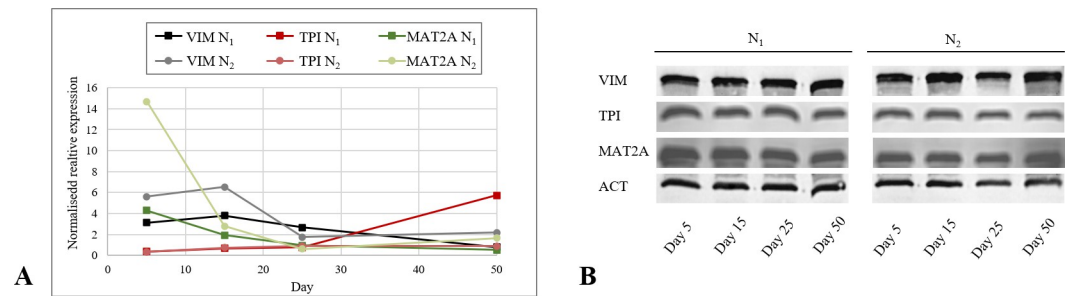 VIM N1 TPI N1 MAT2A N1
VIM N2 TPI N2 MAT2A N2
Normalisedd realtive expression
16
14
12
10
8
6
4
2
0
0 10 20 30 40 50
Day
A
N1 N2
VIM
TPI
MAT2A
ACT
Day 5 Day 15 Day 25 Day 50 Day 5 Day 15 Day 25 Day 50
B